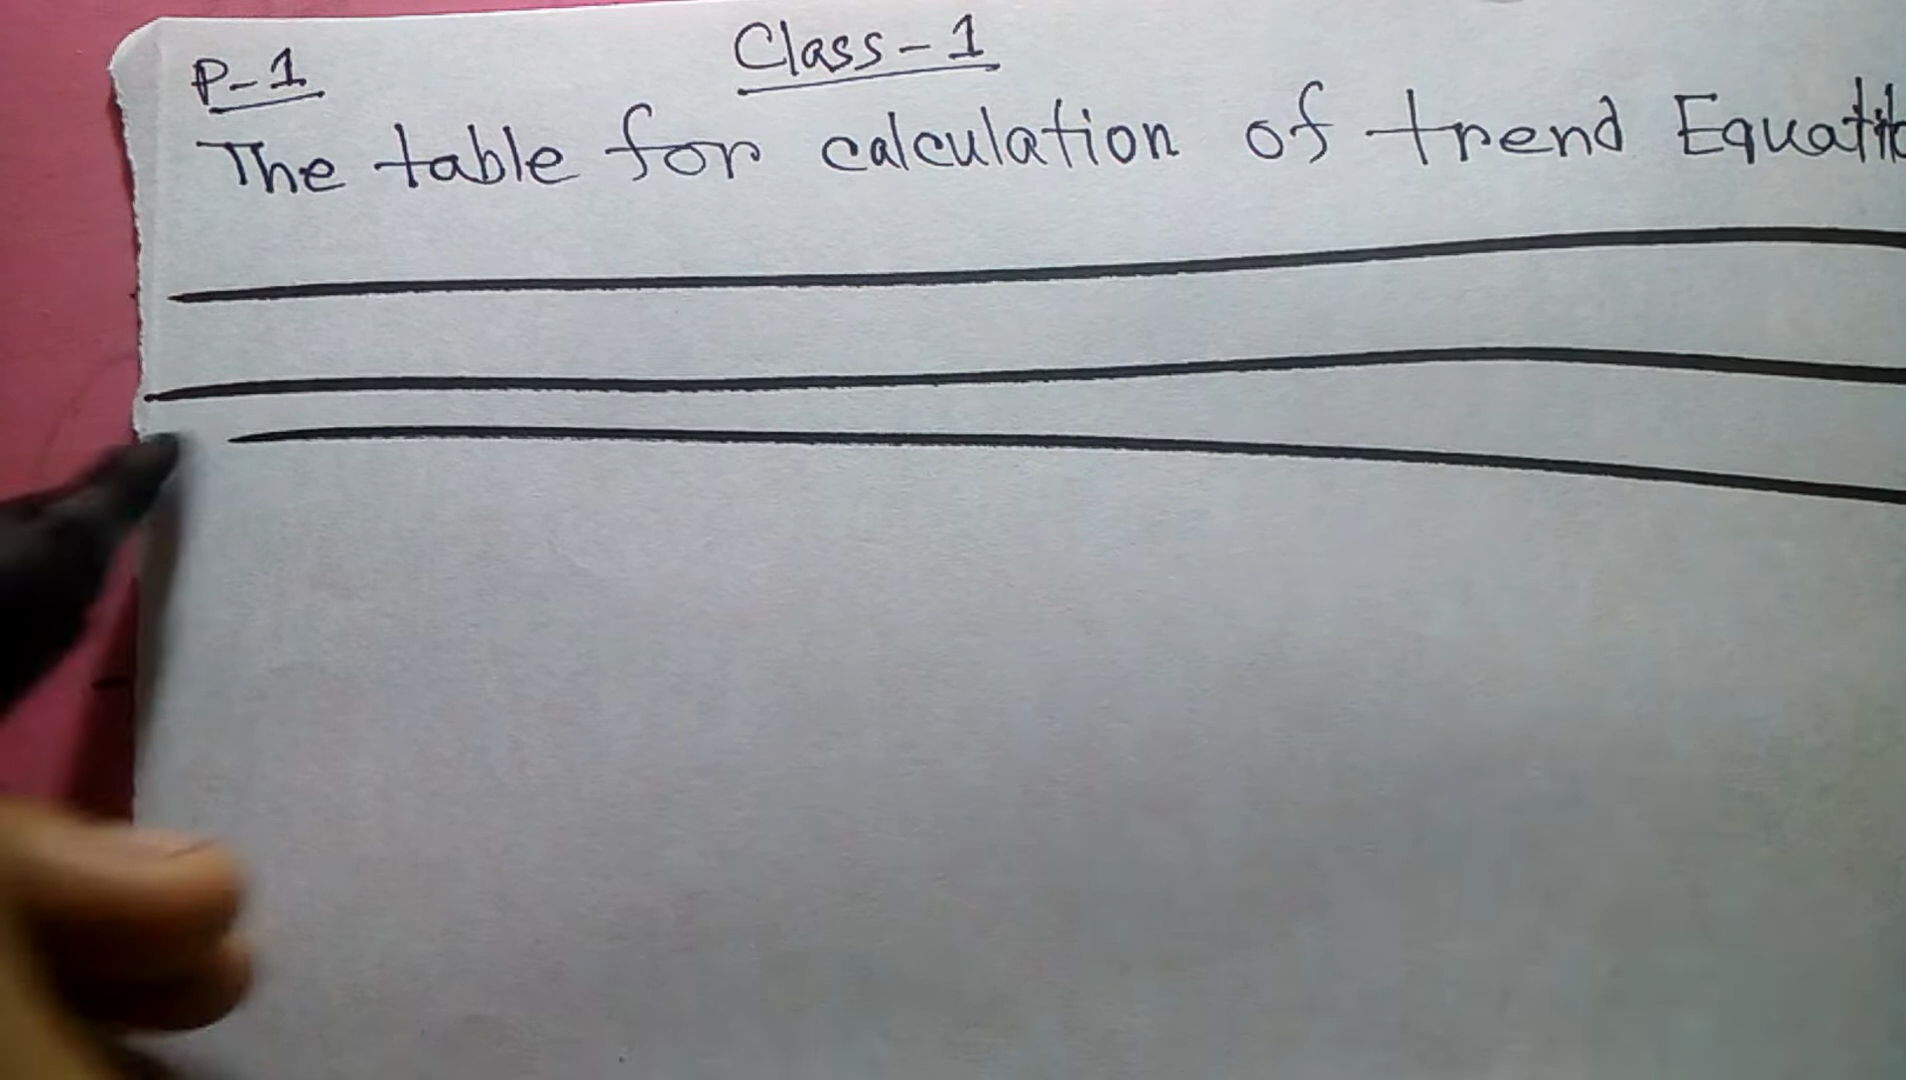 P-1 Class-1
The table for calculation of trend